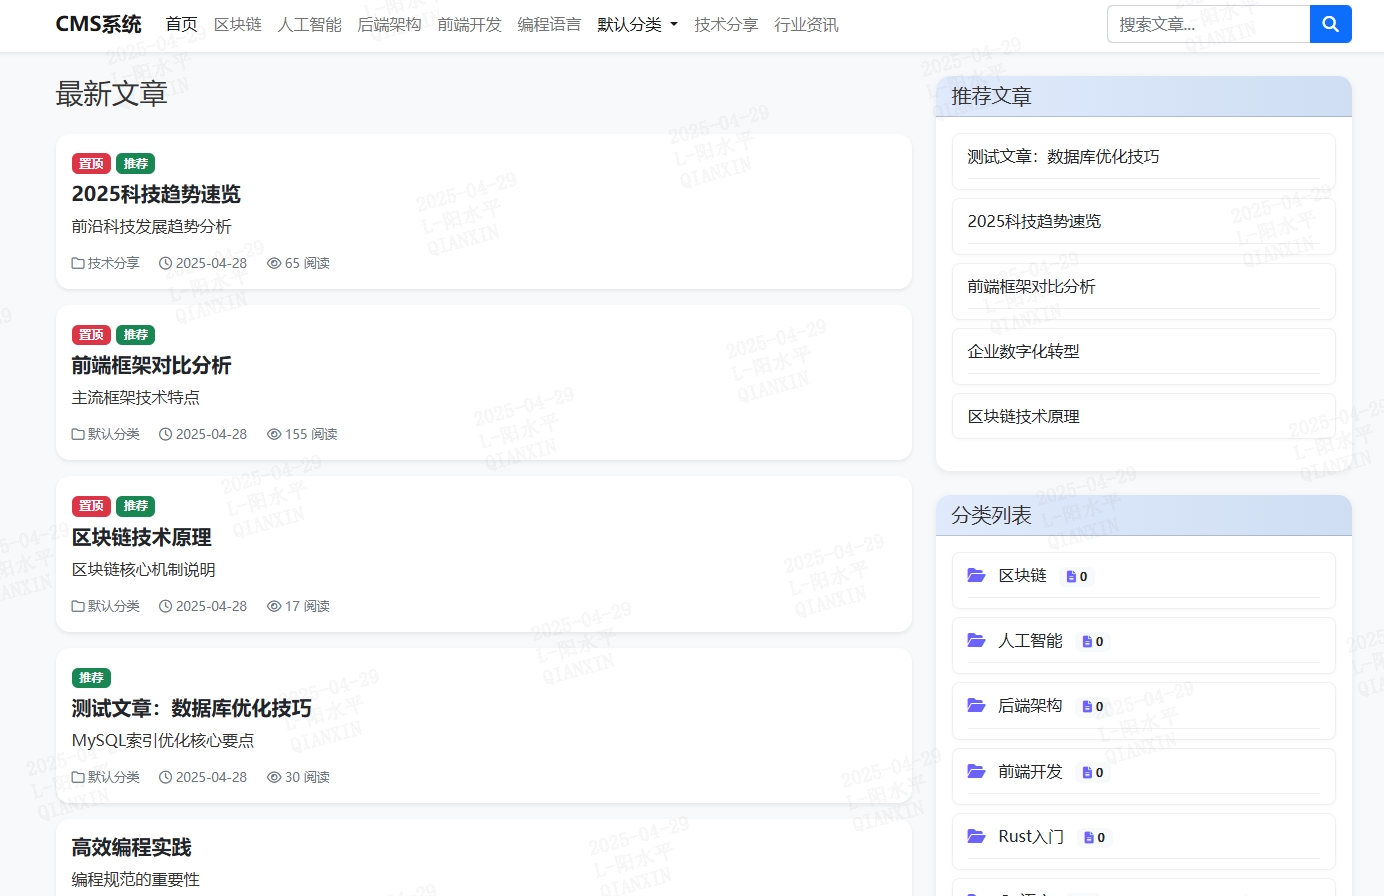 CMS系统 首页 区块链 人工智能 后端架构 前端开发 编程语言 默认分类 技术分享 行业资讯 搜索文章...
最新文章
置顶 推荐
2025科技趋势速览
前沿科技发展趋势分析
技术分享 2025-04-28 65 阅读
置顶 推荐
前端框架对比分析
主流框架技术特点
默认分类 2025-04-28 155 阅读
置顶 推荐
区块链技术原理
区块链核心机制说明
默认分类 2025-04-28 17 阅读
推荐
测试文章：数据库优化技巧
MySQL索引优化核心要点
默认分类 2025-04-28 30 阅读
高效编程实践
编程规范的重要性
推荐文章
测试文章：数据库优化技巧
2025科技趋势速览
前端框架对比分析
企业数字化转型
区块链技术原理
分类列表
区块链 0
人工智能 0
后端架构 0
前端开发 0
Rust入门 0
2025-04-29
L-阳水平
QIANXIN